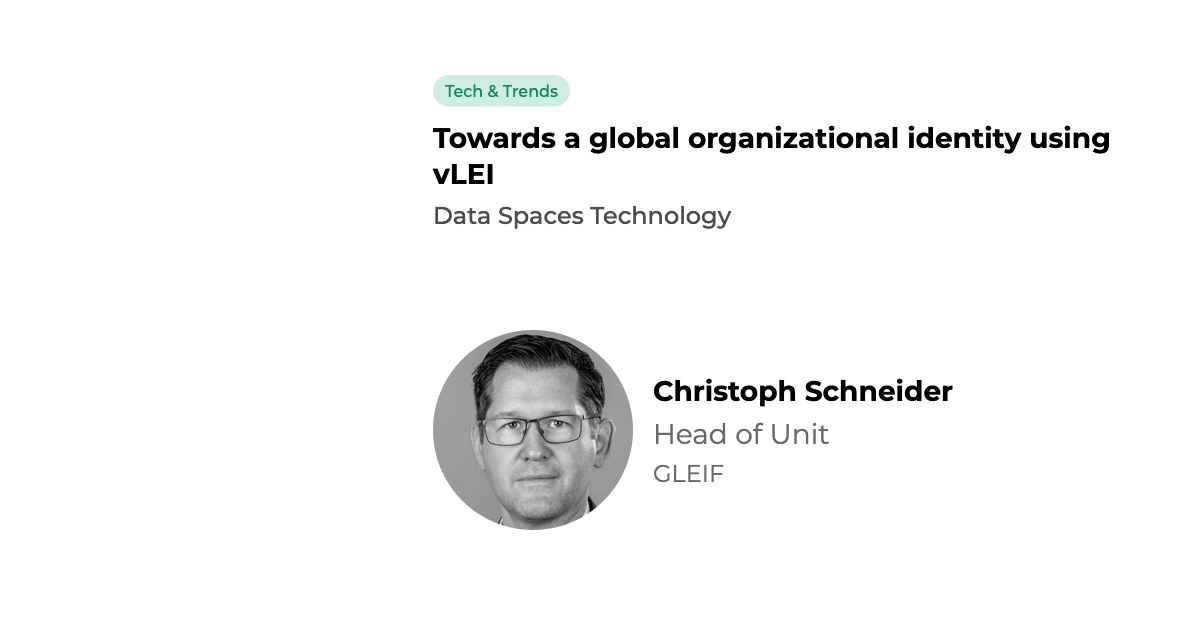 Tech & Trends
Towards a global organizational identity using
vLEI
Data Spaces Technology
Christoph Schneider
Head of Unit
GLEIF